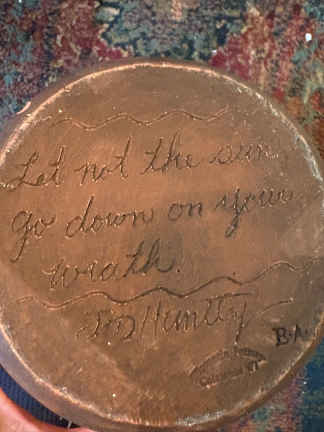 Let not the sun
go down on your
wrath.
B.A.